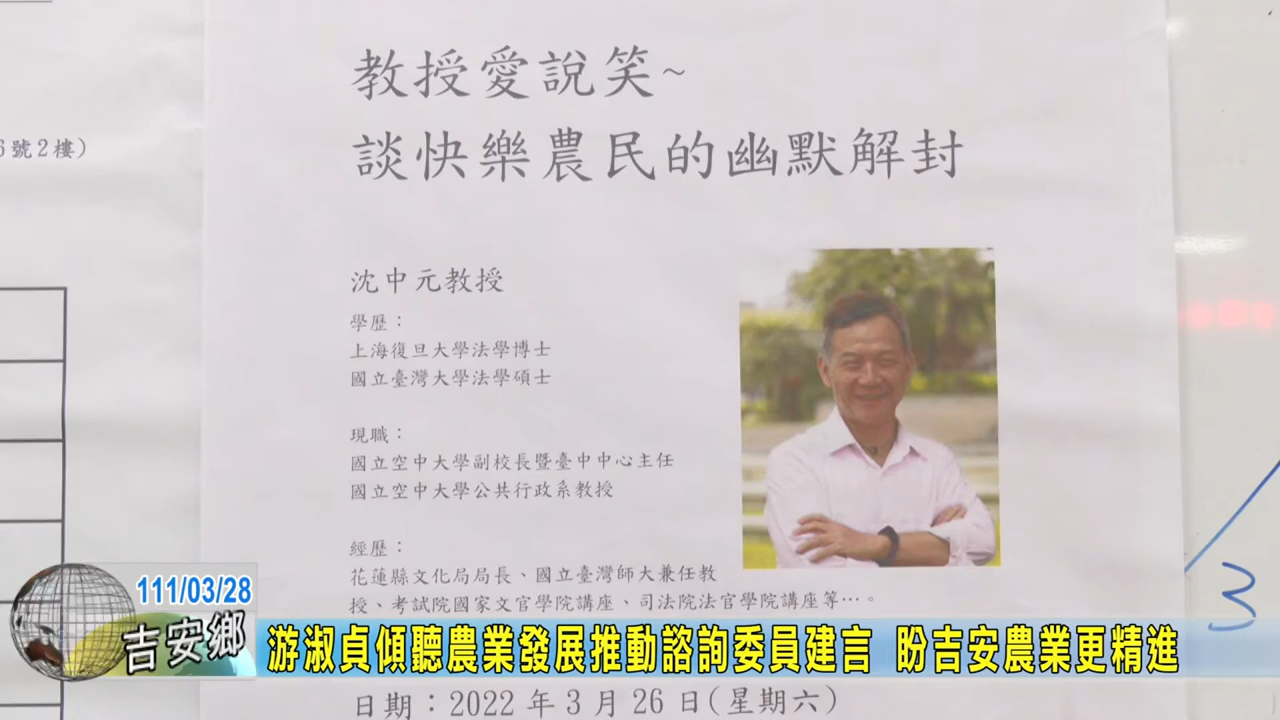 教授愛說笑~
談快樂農民的幽默解封
6號2樓)
沈中元教授
學歷：
上海復旦大學法學博士
國立臺灣大學法學碩士
現職：
國立空中大學副校長暨臺中中心主任
國立空中大學公共行政系教授
經歷：
花蓮縣文化局局長、國立臺灣師大兼任教
授、考試院國家文官學院講座、司法院法官學院講座等…。
3
111/03/28
吉安鄉
游淑貞傾聽農業發展推動諮詢委員建言 盼吉安農業更精進
日期：2022年3月26日(星期六)